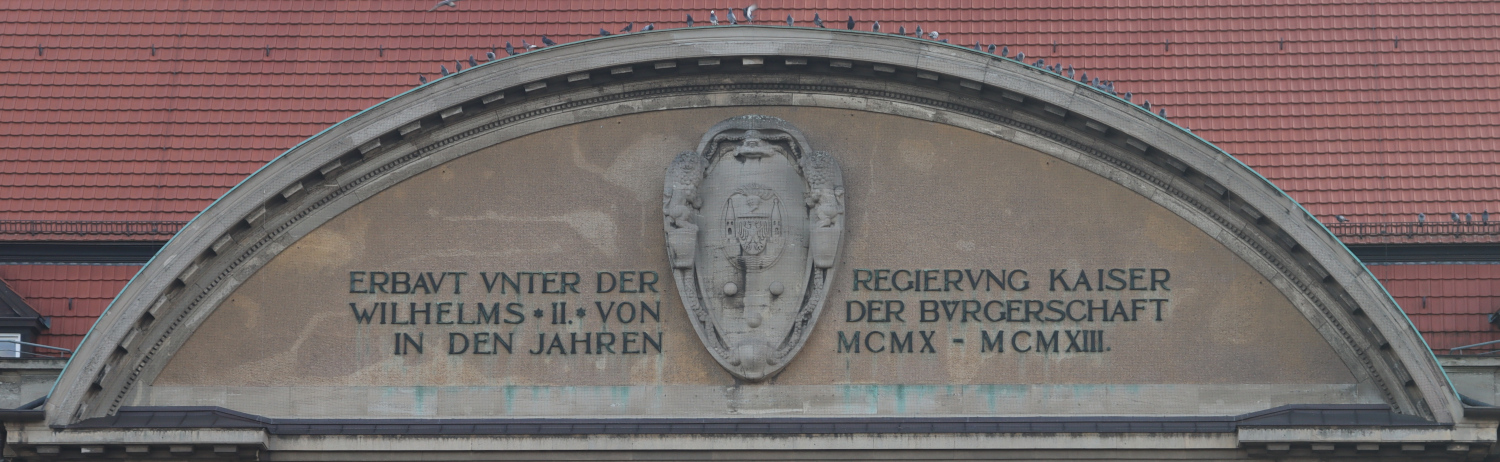 ERBAVT VNTER DER REGIERVNG KAISER
WILHELMS * II. * VON DER BVRGERSCHAFT
IN DEN JAHREN MCMX - MCMXIII.